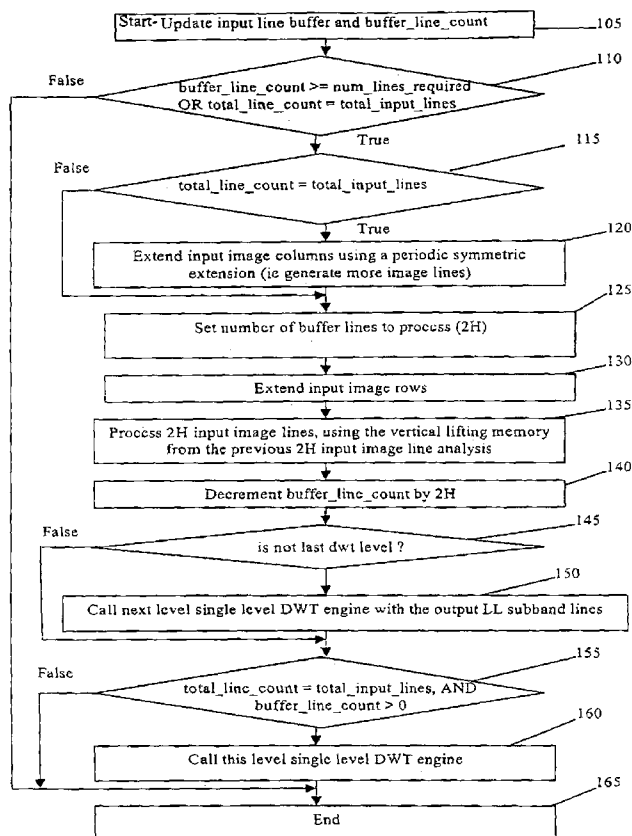 Start- Update input line buffer and buffer_line_count
105
110
False
buffer_line_count >= num_lines_required
OR total_line_count = total_input_lines
True
115
False
total_line_count = total_input_lines
True
120
Extend input image columns using a periodic symmetric
extension (ie generate more image lines)
125
Set number of buffer lines to process (2H)
130
Extend input image rows
135
Process 2H input image lines, using the vertical lifting memory
from the previous 2H input image line analysis
140
Decrement buffer_line_count by 2H
False
145
is not last dwt level ?
150
Call next level single level DWT engine with the output LL subband lines
155
False
total_line_count = total_input_lines, AND
buffer_line_count > 0
160
Call this level single level DWT engine
165
End